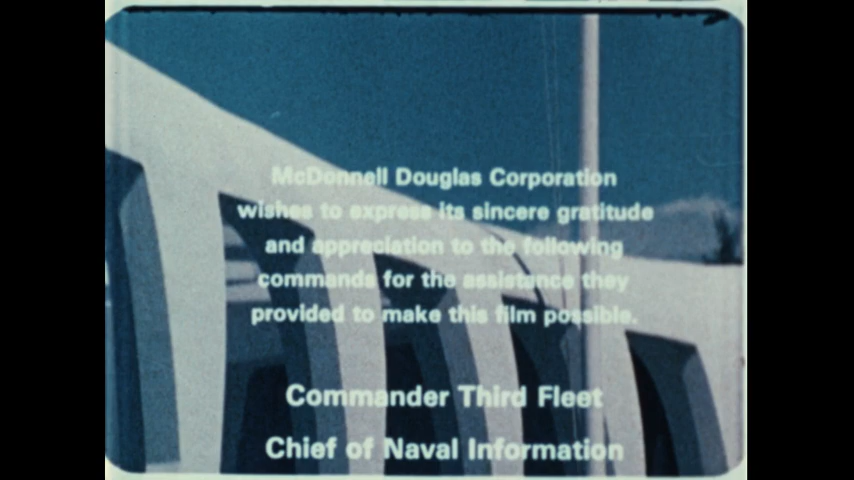 McDonnell Douglas Corporation
wishes to express its sincere gratitude
and appreciation to the following
commands for the assistance they
provided to make this film possible.
Commander Third Fleet
Chief of Naval Information